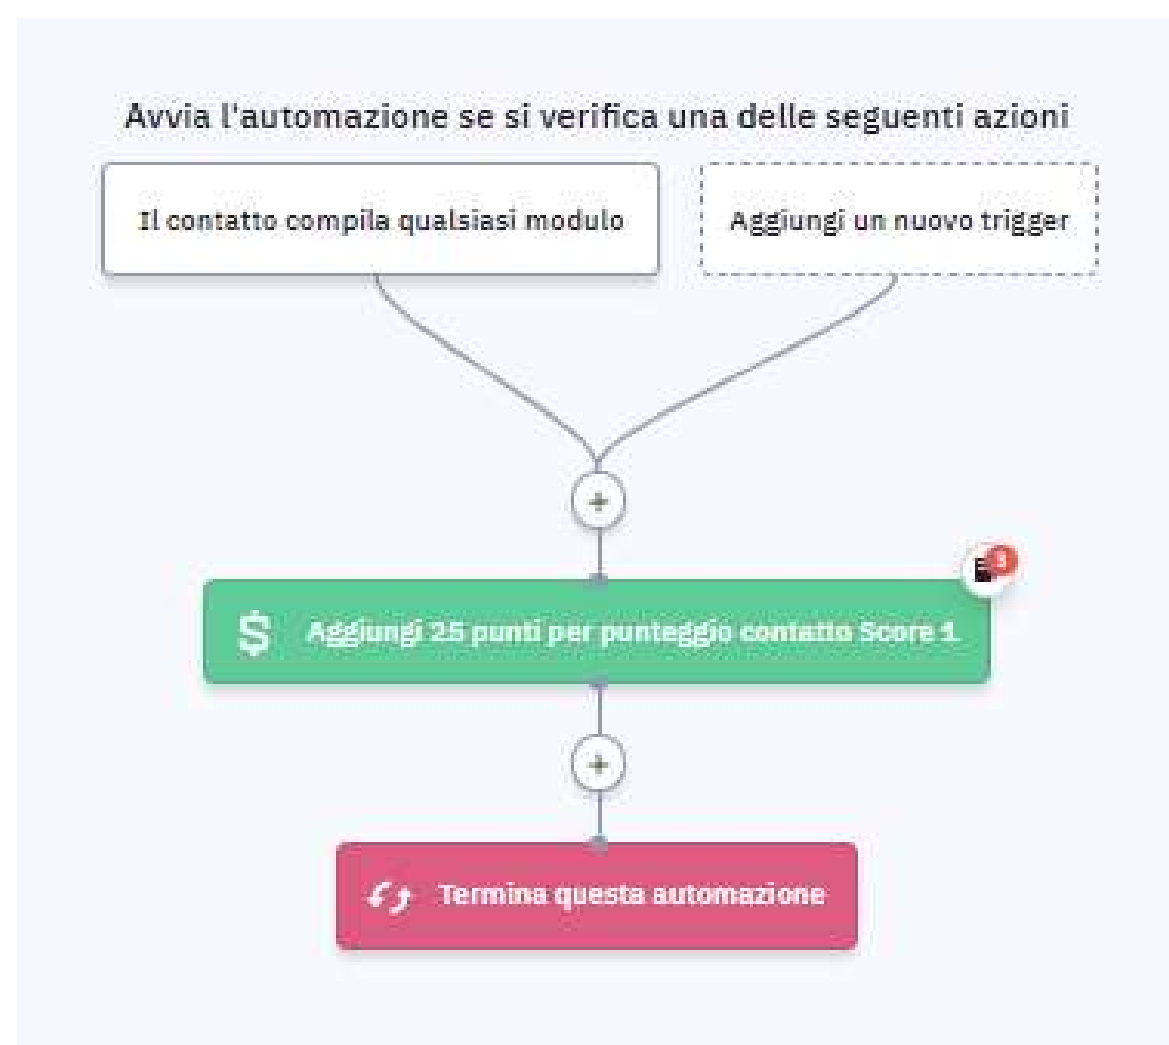 Avvia l'automazione se si verifica una delle seguenti azioni
Il contatto compila qualsiasi modulo
Aggiungi un nuovo trigger
+
3
$ Aggiungi 25 punti per punteggio contatto Score 1
+
Termina questa automazione